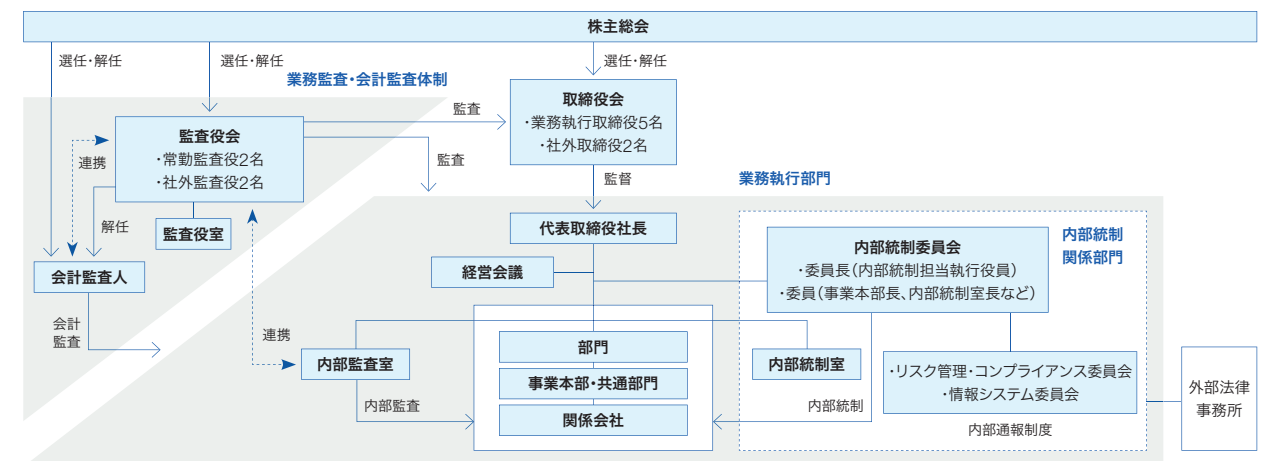 株主総会
選任・解任
選任・解任
選任・解任
業務監査・会計監査体制
取締役会
・業務執行取締役5名
・社外取締役2名
監査
監査役会
・常勤監査役2名
・社外監査役2名
連携
監査
監督
業務執行部門
解任
監査役室
代表取締役社長
内部統制委員会
・委員長（内部統制担当執行役員）
・委員（事業本部長、内部統制室長など）
内部統制
関係部門
会計監査人
経営会議
会計
監査
連携
部門
内部監査室
内部統制室
・リスク管理・コンプライアンス委員会
・情報システム委員会
事業本部・共通部門
外部法律
事務所
内部監査
関係会社
内部統制
内部通報制度